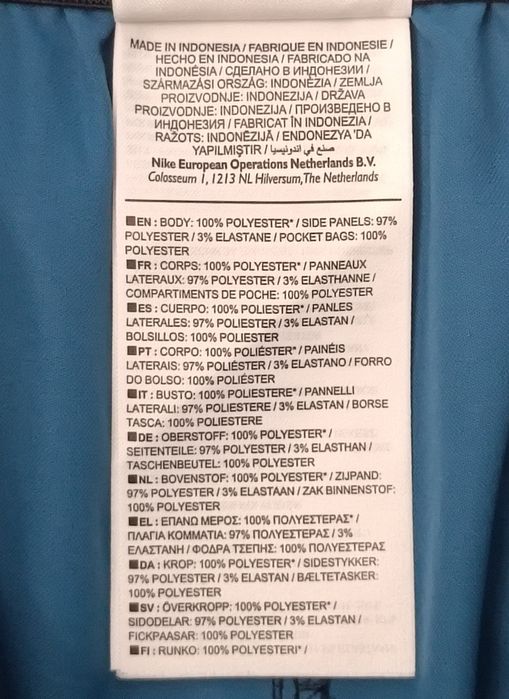 MADE IN INDONESIA / FABRIQUE EN INDONESIE /
HECHO EN INDONESIA / FABRICADO NA
INDONÉSIA / СДЕЛАНО В ИНДОНЕЗИИ /
SZÁRMAZÁSI ORSZÁG: INDONÉZIA / ZEMLJA
PROIZVODNJE: INDONEZIJA / DRŽAVA
PROIZVODNJE: INDONEZIJA / ПРОИЗВЕДЕНО В
ИНДОНЕЗИЯ / FABRICAT ÎN INDONEZIA /
RAŽOTS: INDONĒZIJĀ / ENDONEZYA'DA
YAPILMIŞTIR / صنع في اندونيسيا
Nike European Operations Netherlands B.V.
Colosseum 1, 1213 NL Hilversum, The Netherlands
EN : BODY: 100% POLYESTER* / SIDE PANELS: 97%
POLYESTER / 3% ELASTANE / POCKET BAGS: 100%
POLYESTER
FR : CORPS: 100% POLYESTER* / PANNEAUX
LATERAUX: 97% POLYESTER / 3% ELASTHANNE /
COMPARTIMENTS DE POCHE: 100% POLYESTER
ES : CUERPO: 100% POLIESTER* / PANLES
LATERALES: 97% POLIESTER / 3% ELASTAN /
BOLSILLOS: 100% POLIESTER
PT : CORPO: 100% POLIÉSTER* / PAINÉIS
LATERAIS: 97% POLIÉSTER / 3% ELASTANO / FORRO
DO BOLSO: 100% POLIÉSTER
IT : BUSTO: 100% POLIESTERE* / PANNELLI
LATERALI: 97% POLIESTERE / 3% ELASTAN / BORSE
TASCA: 100% POLIESTERE
DE : OBERSTOFF: 100% POLYESTER* /
SEITENTEILE: 97% POLYESTER / 3% ELASTHAN /
TASCHENBEUTEL: 100% POLYESTER
NL : BOVENSTOF: 100% POLYESTER* / ZIJPAND:
97% POLYESTER / 3% ELASTAAN / ZAK BINNENSTOF:
100% POLYESTER
EL : ΕΠΑΝΩ ΜΕΡΟΣ: 100% ΠΟΛΥΕΣΤΕΡΑΣ* /
ΠΛΑΓΙΑ ΚΟΜΜΑΤΙΑ: 97% ΠΟΛΥΕΣΤΕΡΑΣ / 3%
ΕΛΑΣΤΑΝΗ / ΦΟΔΡΑ ΤΣΕΠΗΣ: 100% ΠΟΛΥΕΣΤΕΡΑΣ
DA : KROP: 100% POLYESTER* / SIDESTYKKER:
97% POLYESTER / 3% ELASTAN / BÆLTETASKER:
100% POLYESTER
SV : ÖVERKROPP: 100% POLYESTER* /
SIDODELAR: 97% POLYESTER / 3% ELASTAN /
FICKPAASAR: 100% POLYESTER
FI : RUNKO: 100% POLYESTERI* /